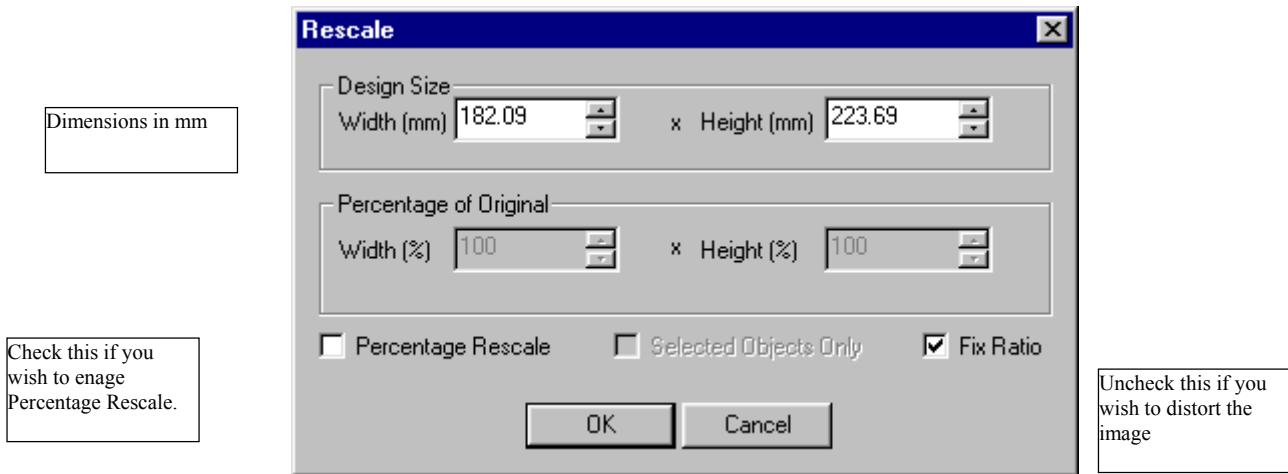 Rescale
Design Size
Dimensions in mm
Width (mm) 182.09 x Height (mm) 223.69
Percentage of Original
Width (%) 100 x Height (%) 100
Percentage Rescale Selected Objects Only Fix Ratio
Check this if you
wish to enage
Percentage Rescale.
Uncheck this if you
wish to distort the
image
OK Cancel